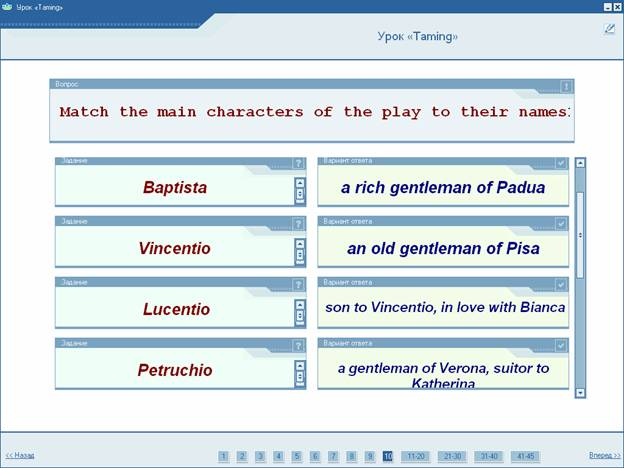 Урок «Taming»
Урок «Taming»
Вопрос
Match the main characters of the play to their names:
Задание
Вариант ответа
Baptista
a rich gentleman of Padua
Задание
Вариант ответа
Vincentio
an old gentleman of Pisa
Задание
Вариант ответа
Lucentio
son to Vincentio, in love with Bianca
Задание
Вариант ответа
Petruchio
a gentleman of Verona, suitor to
Katherina
<< Назад
1 2 3 4 5 6 7 8 9 10 11-20 21-30 31-40 41-45
Вперед >>